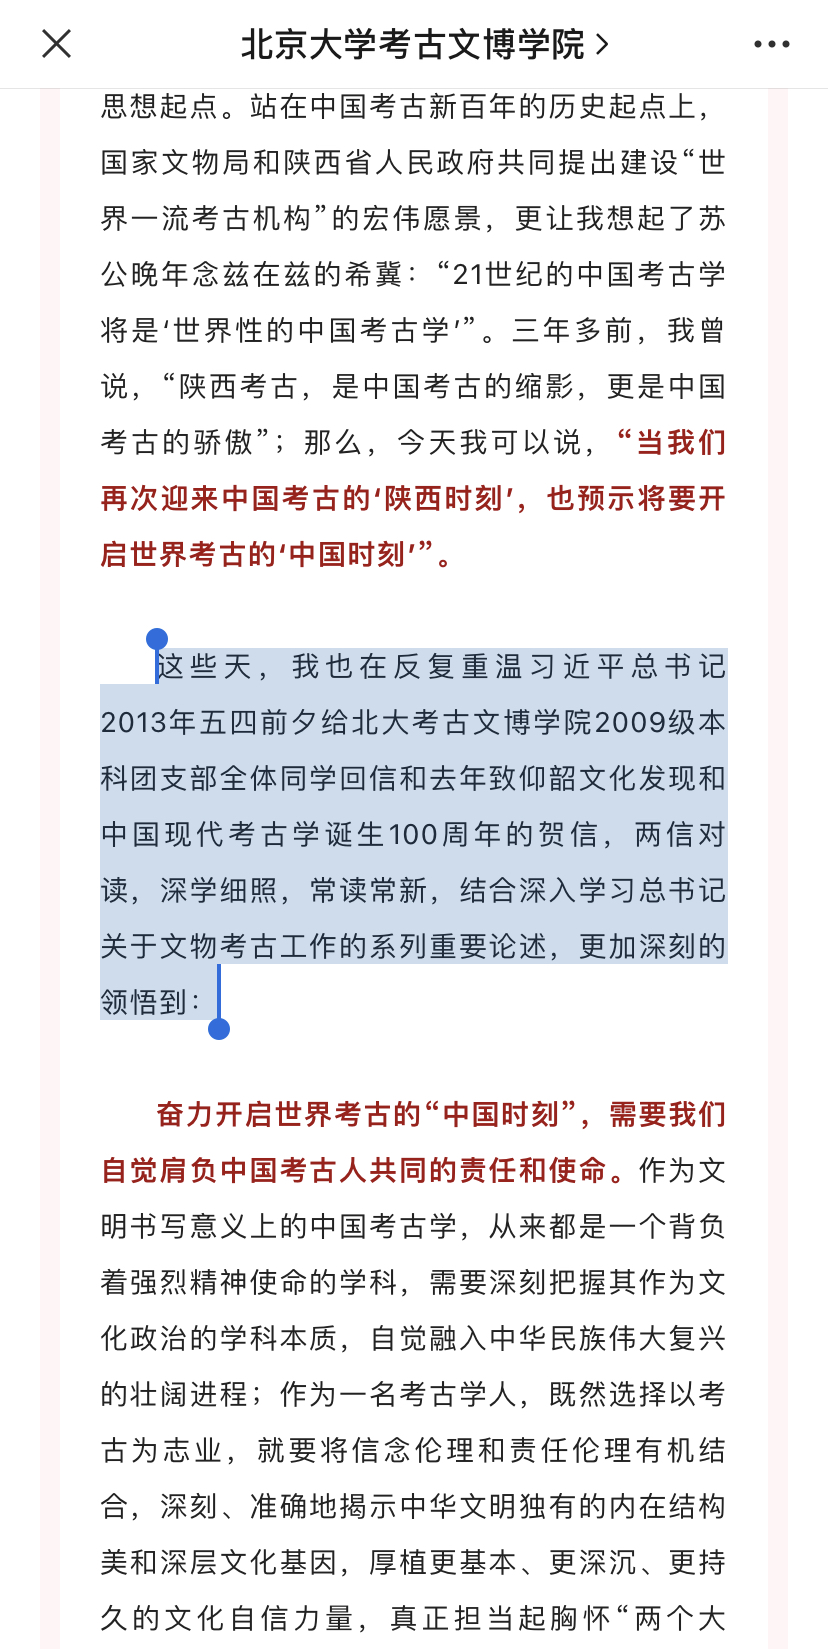 北京大学考古文博学院
思想起点。站在中国考古新百年的历史起点上，
国家文物局和陕西省人民政府共同提出建设“世
界一流考古机构”的宏伟愿景，更让我想起了苏
公晚年念兹在兹的希冀：“21世纪的中国考古学
将是‘世界性的中国考古学’”。三年多前，我曾
说，“陕西考古，是中国考古的缩影，更是中国
考古的骄傲”；那么，今天我可以说，“当我们
再次迎来中国考古的‘陕西时刻’，也预示将要开
启世界考古的‘中国时刻’”。
这些天，我也在反复重温习近平总书记
2013年五四前夕给北大考古文博学院2009级本
科团支部全体同学回信和去年致仰韶文化发现和
中国现代考古学诞生100周年的贺信，两信对
读，深学细照，常读常新，结合深入学习总书记
关于文物考古工作的系列重要论述，更加深刻的
领悟到：
奋力开启世界考古的“中国时刻”，需要我们
自觉肩负中国考古人共同的责任和使命。作为文
明书写意义上的中国考古学，从来都是一个背负
着强烈精神使命的学科，需要深刻把握其作为文
化政治的学科本质，自觉融入中华民族伟大复兴
的壮阔进程；作为一名考古学人，既然选择以考
古为志业，就要将信念伦理和责任伦理有机结
合，深刻、准确地揭示中华文明独有的内在结构
美和深层文化基因，厚植更基本、更深沉、更持
久的文化自信力量，真正担当起胸怀“两个大